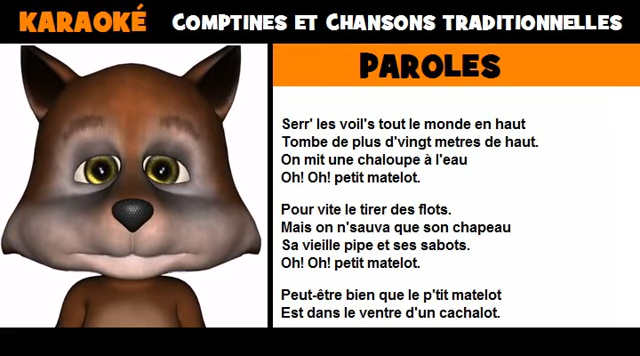 KARAOKÉ COMPTINES ET CHANSONS TRADITIONNELLES
PAROLES
Serr' les voil's tout le monde en haut
Tombe de plus d'vingt metres de haut.
On mit une chaloupe à l'eau
Oh! Oh! petit matelot.
Pour vite le tirer des flots.
Mais on n'sauva que son chapeau
Sa vieille pipe et ses sabots.
Oh! Oh! petit matelot.
Peut-être bien que le p'tit matelot
Est dans le ventre d'un cachalot.